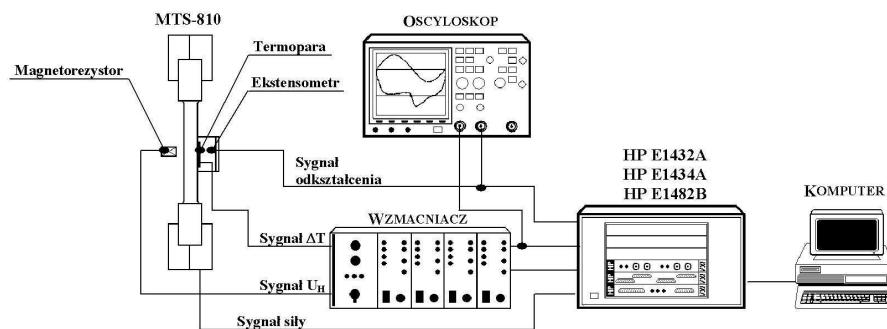 MTS-810
OSCYLOSKOP
Termopara
Magnetorezystor
Ekstensometr
Sygnał
odkształcenia
HP E1432A
HP E1434A
HP E1482B
KOMPUTER
WZMACNIACZ
Sygnał ΔT
Sygnał U_H
Sygnał siły